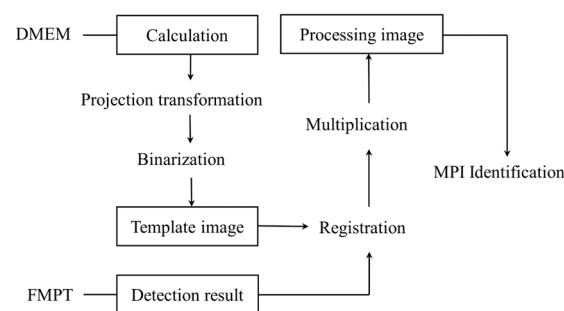 DMEM
Calculation
Projection transformation
Binarization
Template image
FMPT
Detection result
Registration
Multiplication
Processing image
MPI Identification